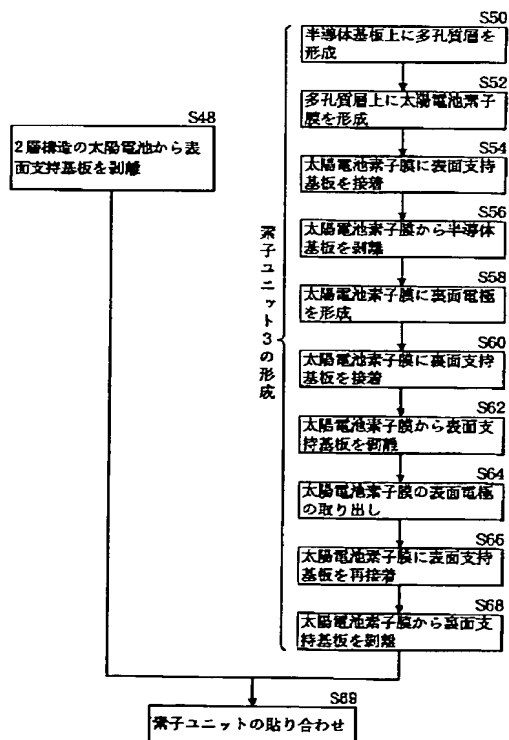 S50
半導体基板上に多孔質層を
形成
S52
多孔質層上に太陽電池素子
膜を形成
S48
2層構造の太陽電池から表
面支持基板を剥離
S54
太陽電池素子膜に表面支持
基板を接着
S56
太陽電池素子膜から半導体
基板を剥離
素子ユニット3の形成
S58
太陽電池素子膜に裏面電極
を形成
S60
太陽電池素子膜に裏面支持
基板を接着
S62
太陽電池素子膜から表面支
持基板を剥離
S64
太陽電池素子膜の表面電極
の取り出し
S66
太陽電池素子膜に表面支持
基板を再接着
S68
太陽電池素子膜から裏面支
持基板を剥離
S69
素子ユニットの貼り合わせ